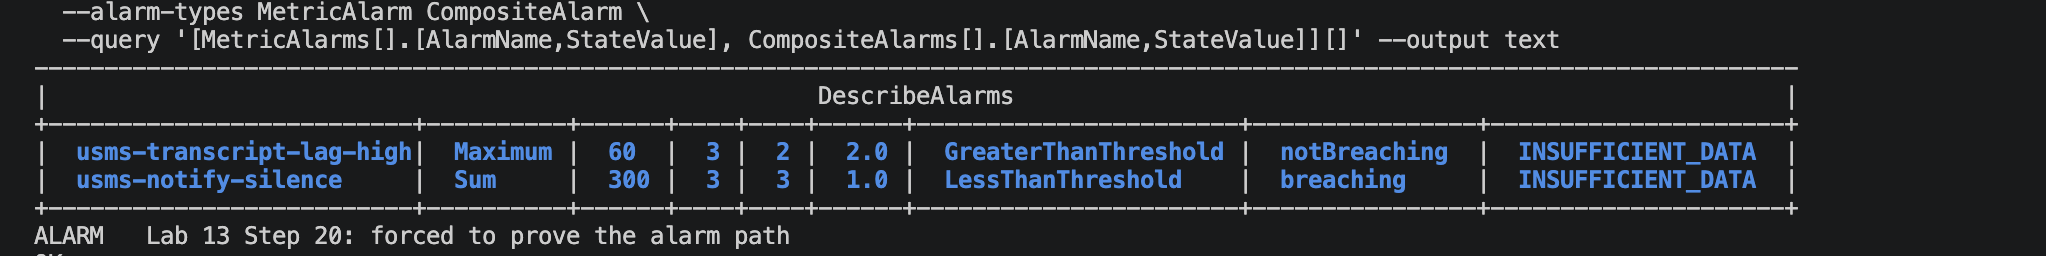 --alarm-types MetricAlarm CompositeAlarm \
--query '[MetricAlarms[].[AlarmName,StateValue], CompositeAlarms[].[AlarmName,StateValue]][]' --output text
DescribeAlarms
usms-transcript-lag-high| Maximum | 60 | 3 | 2 | 2.0 | GreaterThanThreshold | notBreaching | INSUFFICIENT_DATA |
usms-notify-silence | Sum | 300 | 3 | 3 | 1.0 | LessThanThreshold | breaching | INSUFFICIENT_DATA |
ALARM Lab 13 Step 20: forced to prove the alarm path